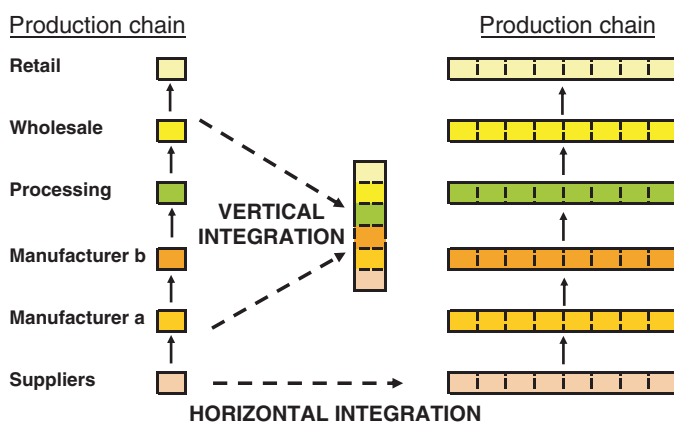 Production chain
Production chain
Retail
Wholesale
Processing
VERTICAL
INTEGRATION
Manufacturer b
Manufacturer a
Suppliers
HORIZONTAL INTEGRATION